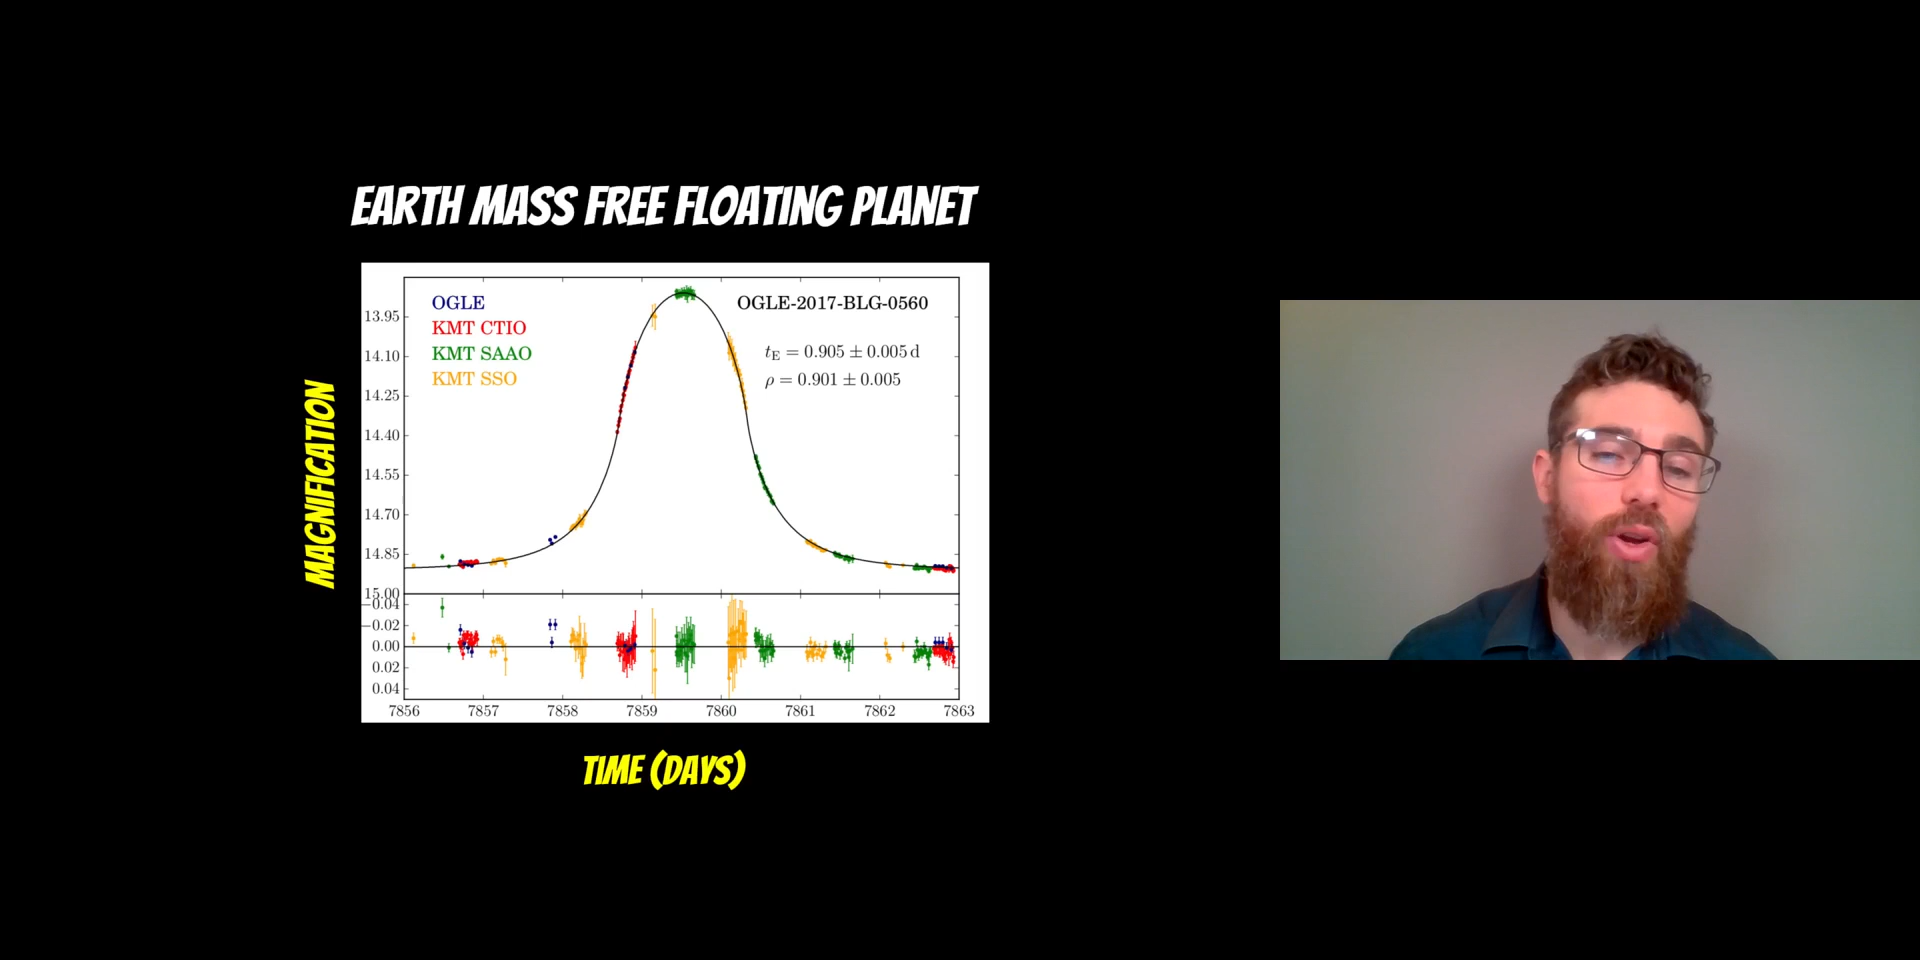 EARTH MASS FREE FLOATING PLANET
OGLE
KMT CTIO
KMT SAAO
KMT SSO
OGLE-2017-BLG-0560
tE = 0.905 ± 0.005 d
ρ = 0.901 ± 0.005
MAGNIFICATION
13.95
14.10
14.25
14.40
14.55
14.70
14.85
15.00
−0.04
−0.02
0.00
0.02
0.04
7856 7857 7858 7859 7860 7861 7862 7863
TIME (DAYS)